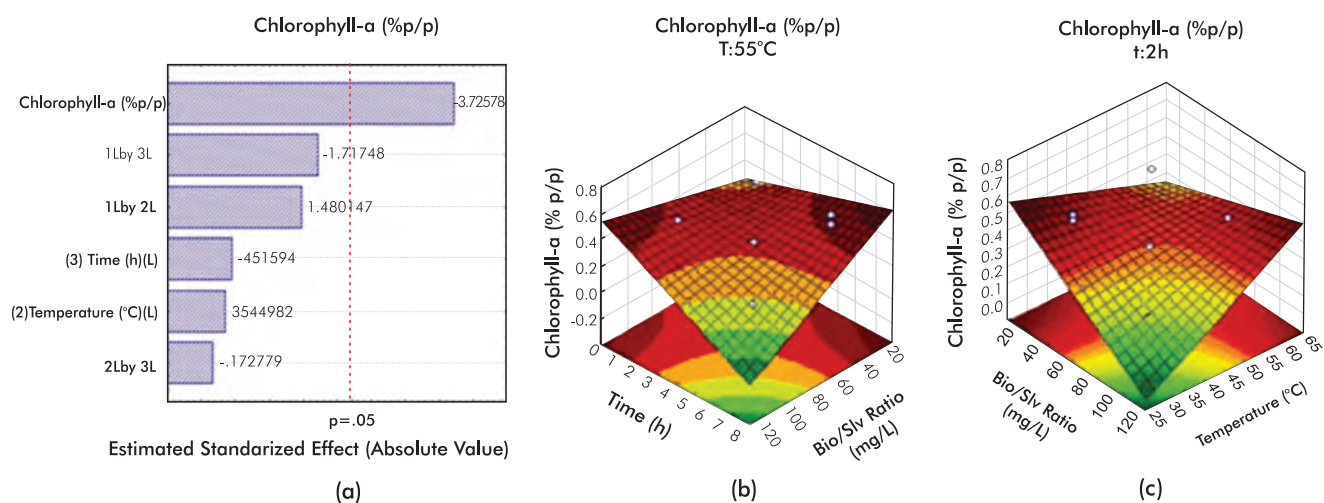 Chlorophyll-a (%p/p)
Chlorophyll-a (%p/p)
-3.72578
1Lby 3L
-1.71748
1Lby 2L
1.480147
(3) Time (h)(L)
-451594
(2)Temperature (°C)(L)
3544982
2Lby 3L
-.172779
p=.05
Estimated Standarized Effect (Absolute Value)
(a)
Chlorophyll-a (%p/p)
T:55°C
Chlorophyll-a (% p/p)
0.8
0.6
0.4
0.2
0.0
-0.2
0 1 2 3 4 5 6 7 8
Time (h)
120 100 80 60 40 20
Bio/Slv Ratio
(mg/L)
(b)
Chlorophyll-a (%p/p)
t:2h
Chlorophyll-a (% p/p)
0.8
0.7
0.6
0.5
0.4
0.3
0.2
0.1
0.0
20 40 60 80 100 120
Bio/Slv Ratio
(mg/L)
25 30 35 40 45 50 55 60 65
Temperature (°C)
(c)